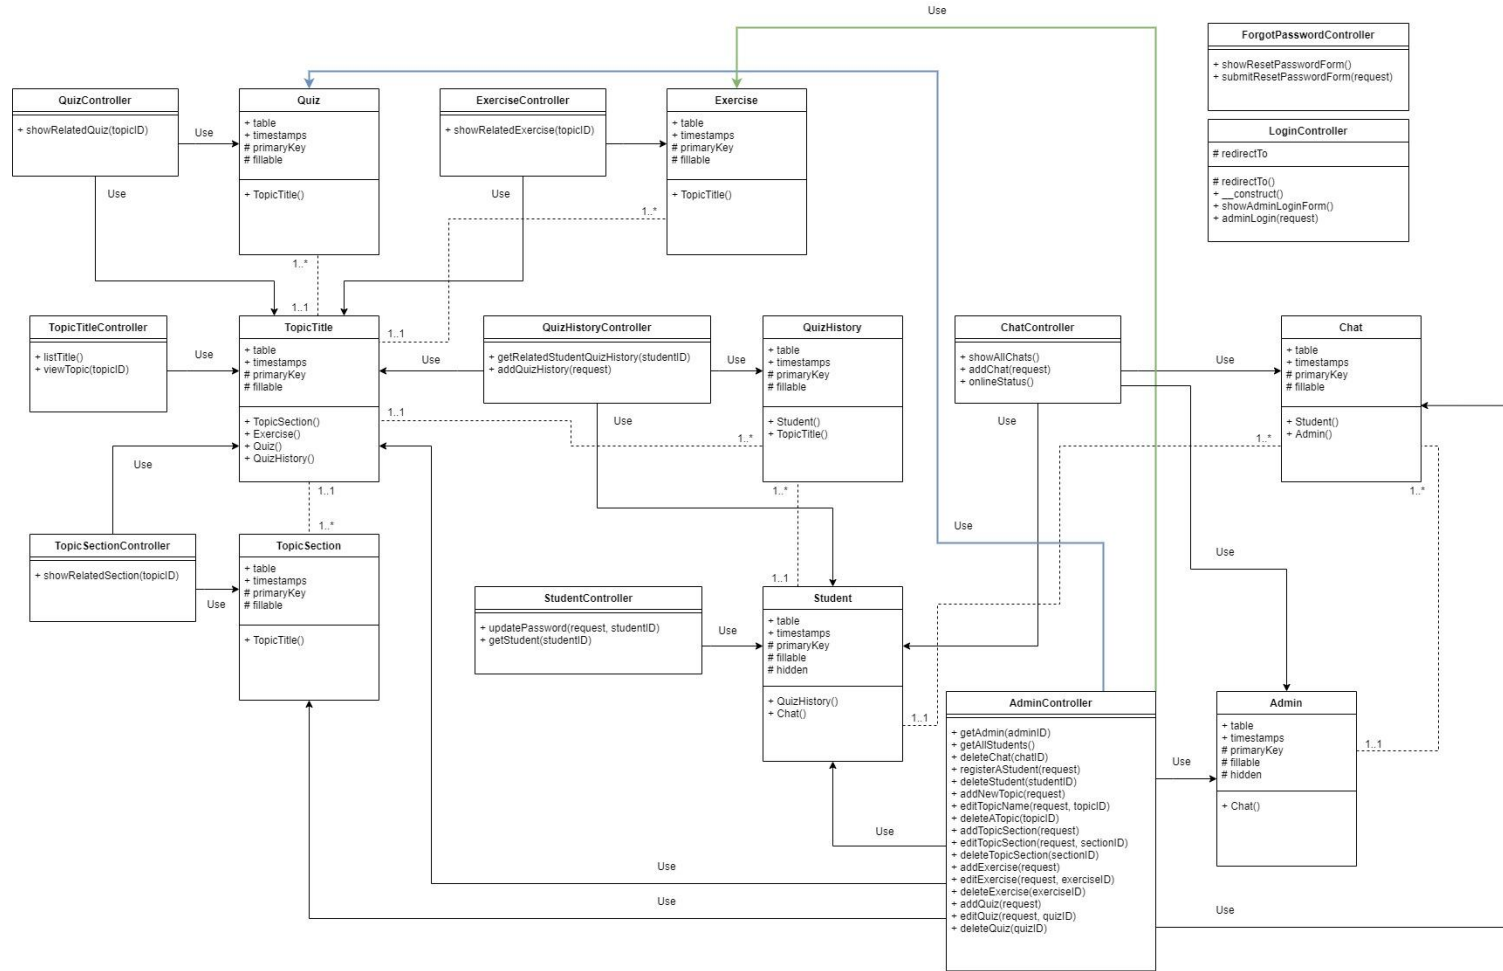 Use
ForgotPasswordController
+ showResetPasswordForm()
+ submitResetPasswordForm(request)
QuizController
+ showRelatedQuiz(topicID)
Use
Use
Quiz
+ table
+ timestamps
# primaryKey
# fillable
+ TopicTitle()
ExerciseController
+ showRelatedExercise(topicID)
Use
Use
Exercise
+ table
+ timestamps
# primaryKey
# fillable
+ TopicTitle()
LoginController
# redirectTo
# redirectTo()
+ __construct()
+ showAdminLoginForm()
+ adminLogin(request)
1..*
1..*
1..1
1..1
TopicTitleController
+ listTitle()
+ viewTopic(topicID)
Use
TopicTitle
+ table
+ timestamps
# primaryKey
# fillable
+ TopicSection()
+ Exercise()
+ Quiz()
+ QuizHistory()
Use
QuizHistoryController
+ getRelatedStudentQuizHistory(studentID)
+ addQuizHistory(request)
Use
Use
QuizHistory
+ table
+ timestamps
# primaryKey
# fillable
+ Student()
+ TopicTitle()
ChatController
+ showAllChats()
+ addChat(request)
+ onlineStatus()
Use
Use
Chat
+ table
+ timestamps
# primaryKey
# fillable
+ Student()
+ Admin()
1..1
1..*
1..*
Use
1..1
1..*
1..*
1..*
Use
Use
TopicSectionController
+ showRelatedSection(topicID)
Use
TopicSection
+ table
+ timestamps
# primaryKey
# fillable
+ TopicTitle()
StudentController
+ updatePassword(request, studentID)
+ getStudent(studentID)
Use
1..1
Student
+ table
+ timestamps
# primaryKey
# fillable
# hidden
+ QuizHistory()
+ Chat()
1..1
AdminController
+ getAdmin(adminID)
+ getAllStudents()
+ deleteChat(chatID)
+ registerAStudent(request)
+ deleteStudent(studentID)
+ addNewTopic(request)
+ editTopicName(request, topicID)
+ deleteATopic(topicID)
+ addTopicSection(request)
+ editTopicSection(request, sectionID)
+ deleteTopicSection(sectionID)
+ addExercise(request)
+ editExercise(request, exerciseID)
+ deleteExercise(exerciseID)
+ addQuiz(request)
+ editQuiz(request, quizID)
+ deleteQuiz(quizID)
Use
Admin
+ table
+ timestamps
# primaryKey
# fillable
# hidden
+ Chat()
1..1
Use
Use
Use
Use